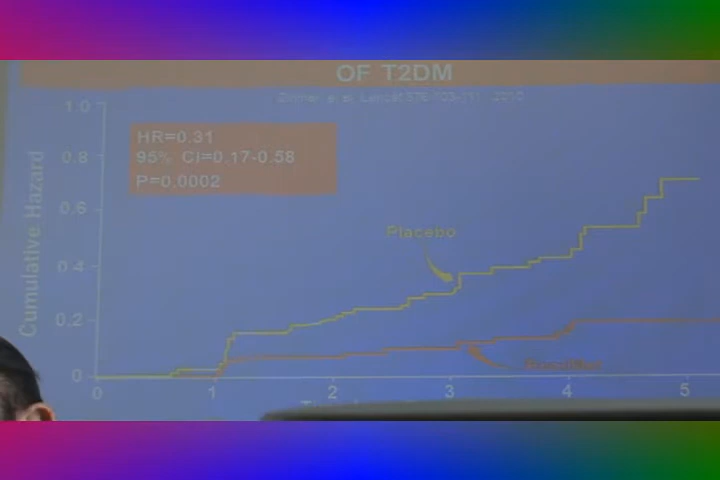 OF T2DM
1.0
HR=0.31
95% CI=0.17-0.58
P=0.0002
0.8
0.6
0.4
0.2
0
Cumulative Hazard
Placebo
0 1 2 3 4 5